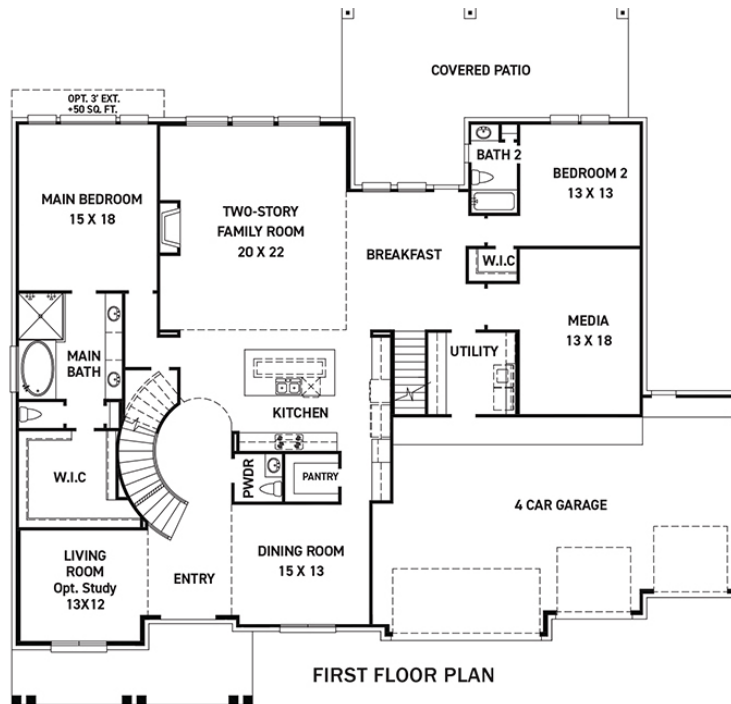 COVERED PATIO
OPT. 3' EXT.
+50 SQ. FT.
BATH 2
BEDROOM 2
13 X 13
MAIN BEDROOM
15 X 18
TWO-STORY
FAMILY ROOM
20 X 22
BREAKFAST
W.I.C
MEDIA
13 X 18
UTILITY
MAIN
BATH
KITCHEN
W.I.C
PWDR
PANTRY
4 CAR GARAGE
LIVING
ROOM
Opt. Study
13X12
ENTRY
DINING ROOM
15 X 13
FIRST FLOOR PLAN